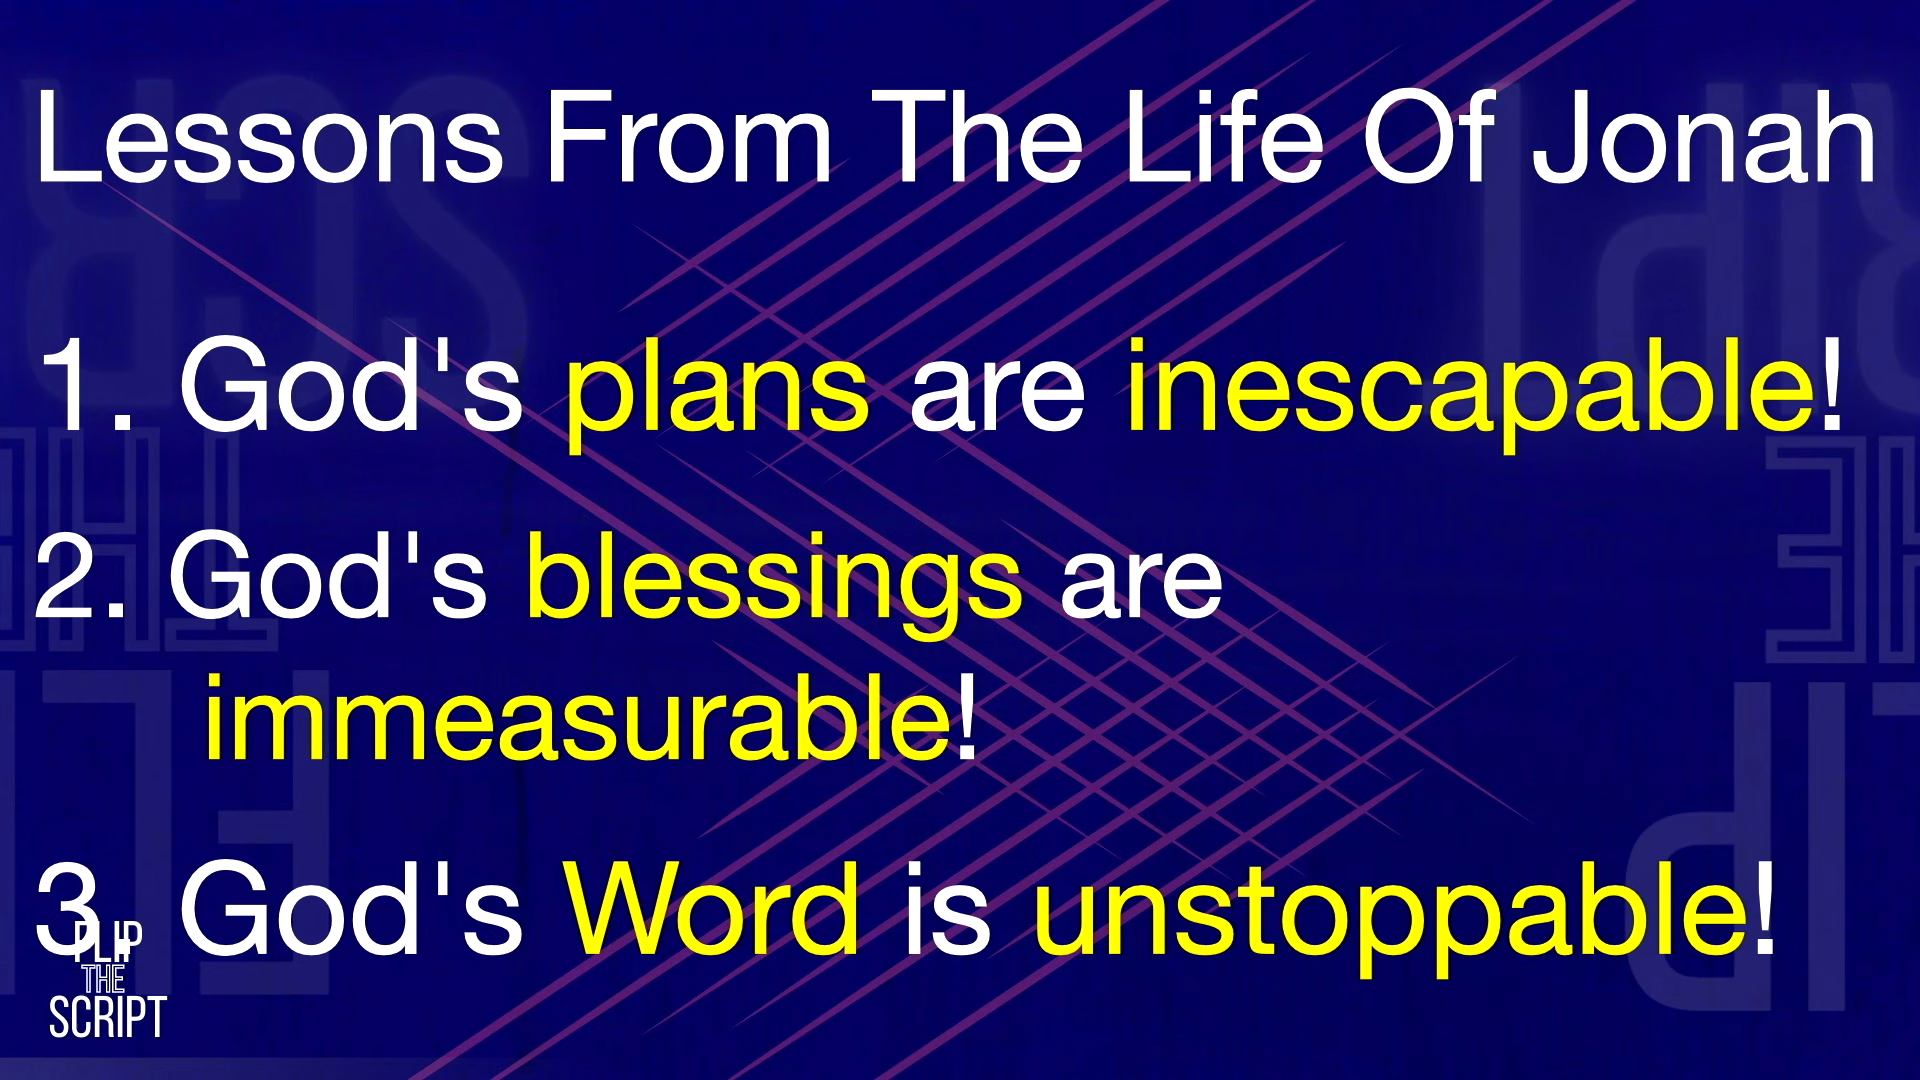 Lessons From The Life Of Jonah
1. God's plans are inescapable!
2. God's blessings are
immeasurable!
3. God's Word is unstoppable!
FLIP
THE
SCRIPT